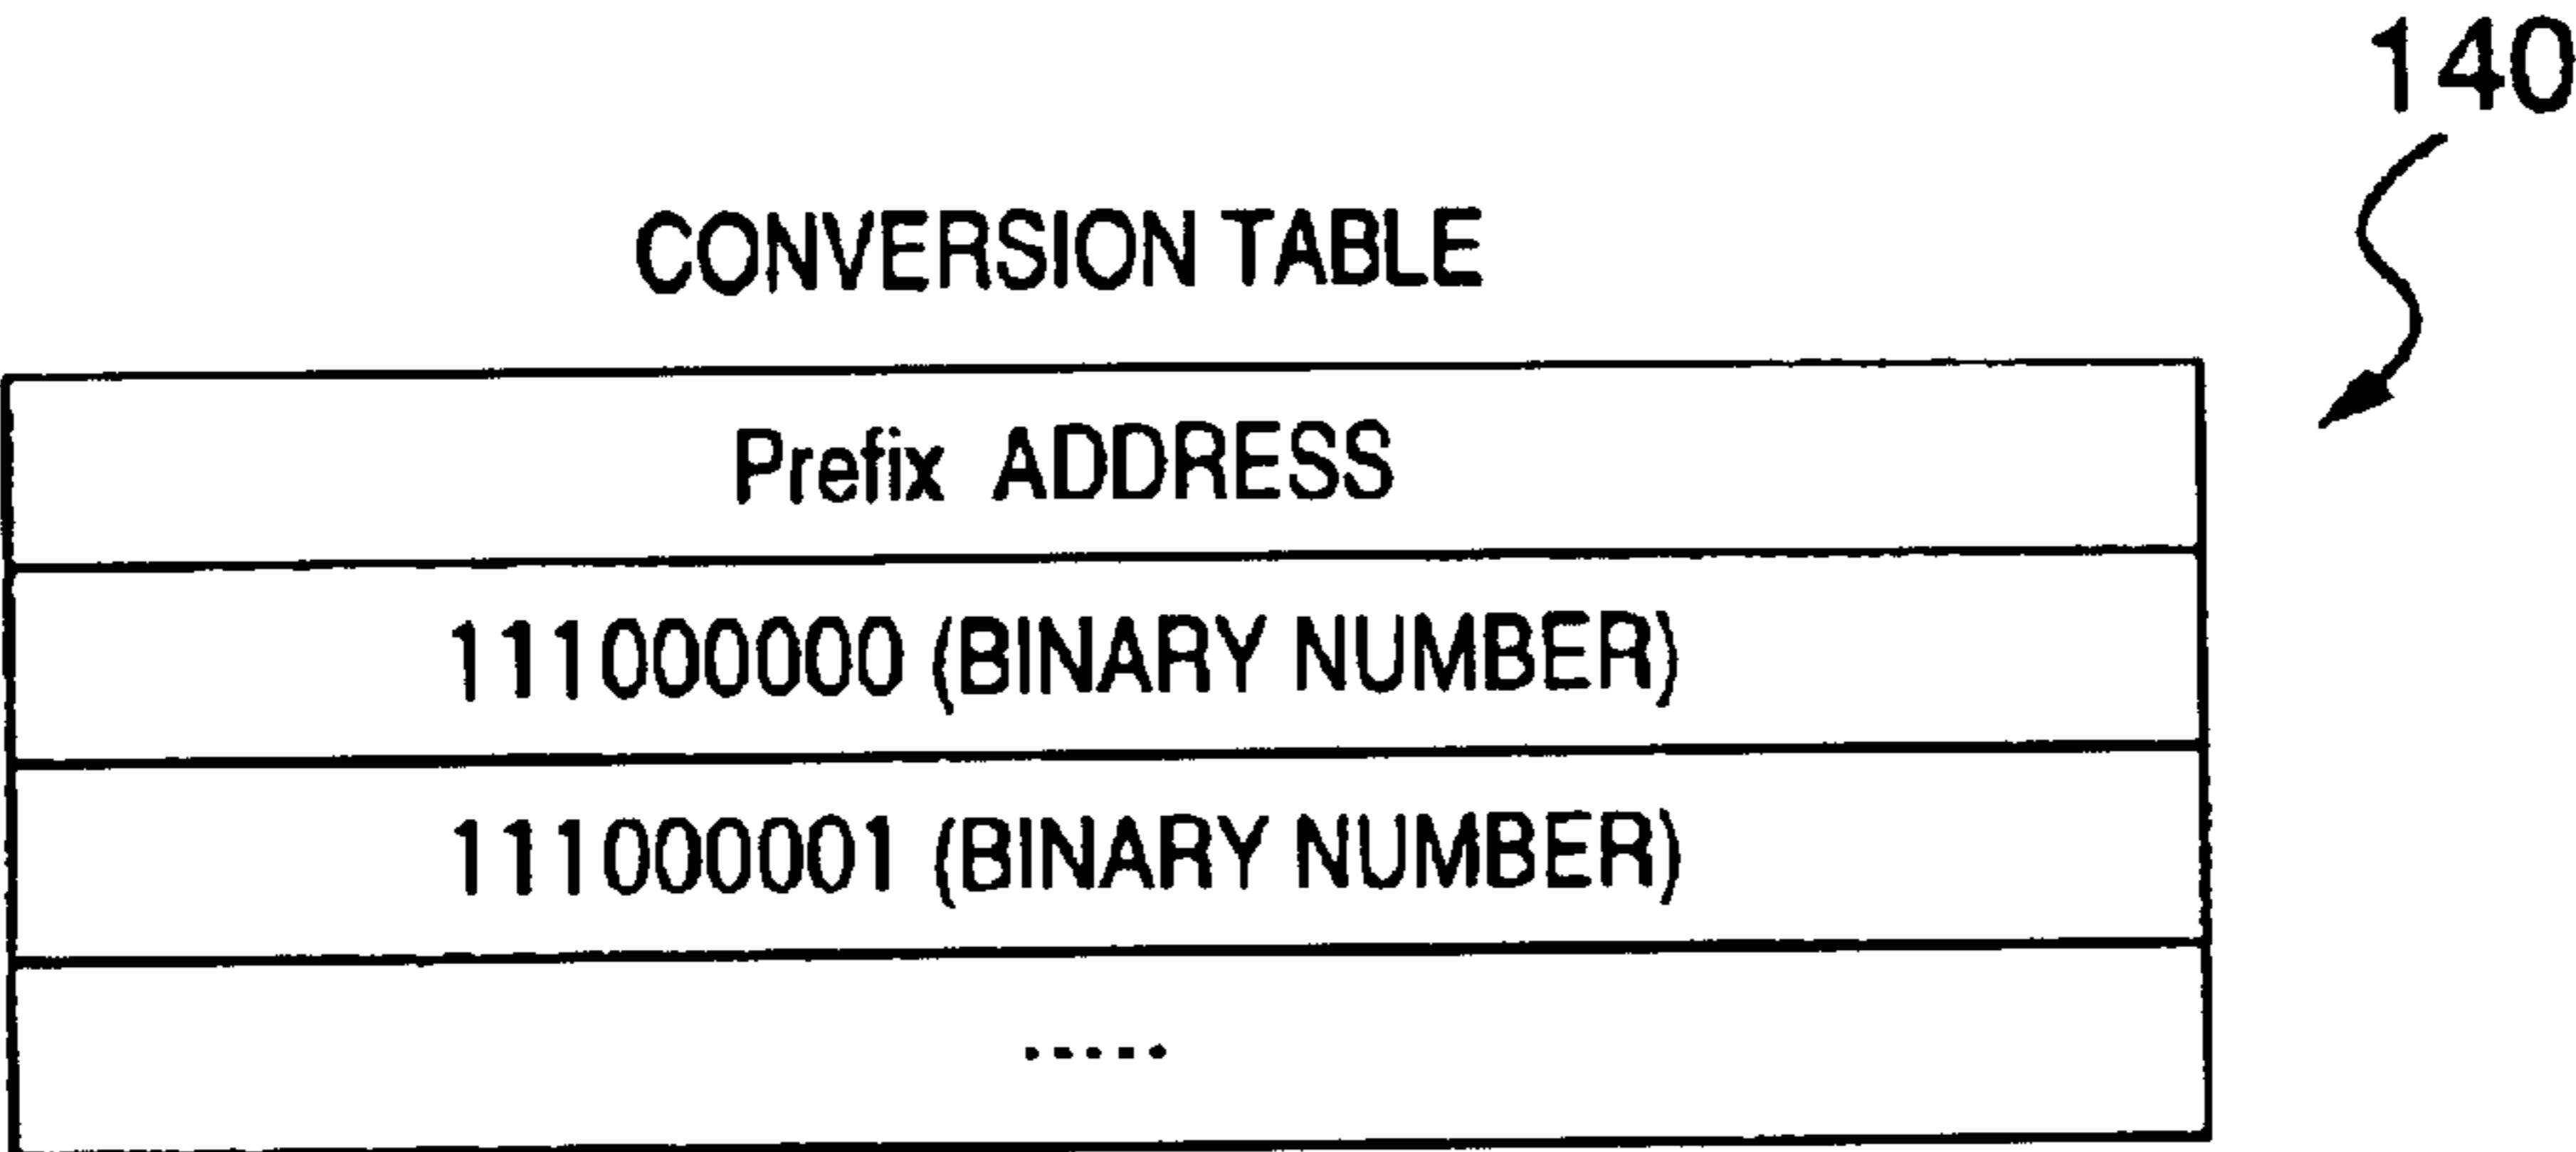 140
CONVERSION TABLE
Prefix ADDRESS
111000000 (BINARY NUMBER)
111000001 (BINARY NUMBER)
.....